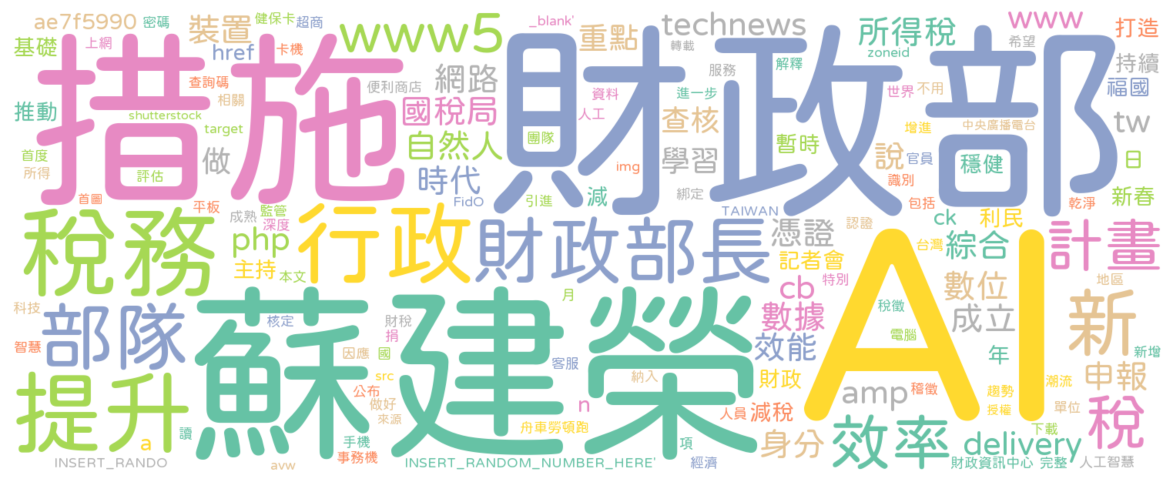 ae7f5990 密碼 健保卡 超商 _blank' 重點 technews 所得稅 www 打造
基礎 上網 裝置 href 卡機 www5 轉載 zoneid 希望 持續
措施 財政部
推動 查詢碼 便利商店 網路 服務 解釋 世界 不用 福國
相關 國稅局 資料 進一步 查核 增進 中央廣播電台 tw
shutterstock target 自然人 人工 團隊 學習 暫時 說 官員 穩健 日
首度 所得 做 評估 時代 img 識別
首圖 平板 成熟 監管 深度 FidO 引進 減 綁定 TAIWAN 包括 乾淨 新春
稅務 php 行政 財政部長 憑證 認證 ck 利民 計畫
主持 本文 記者會 台灣 綜合
科技 月 cb 特別 AI 數位 地區
部隊 核定 財稅 蘇建榮 數據 稅徵 成立 新
智慧 因應 捐 國 客服 效能 電腦 年 新增
提升 src 公布 納入 財政 amp 稽徵 趨勢 潮流 申報
做好 來源 n 人員 減稅 授權 單位 稅
a 讀 手機 舟車勞頓跑 項 身分 效率 下載 delivery
INSERT_RANDO 事務機 avw INSERT_RANDOM_NUMBER_HERE' 經濟 財政資訊中心 完整 人工智慧